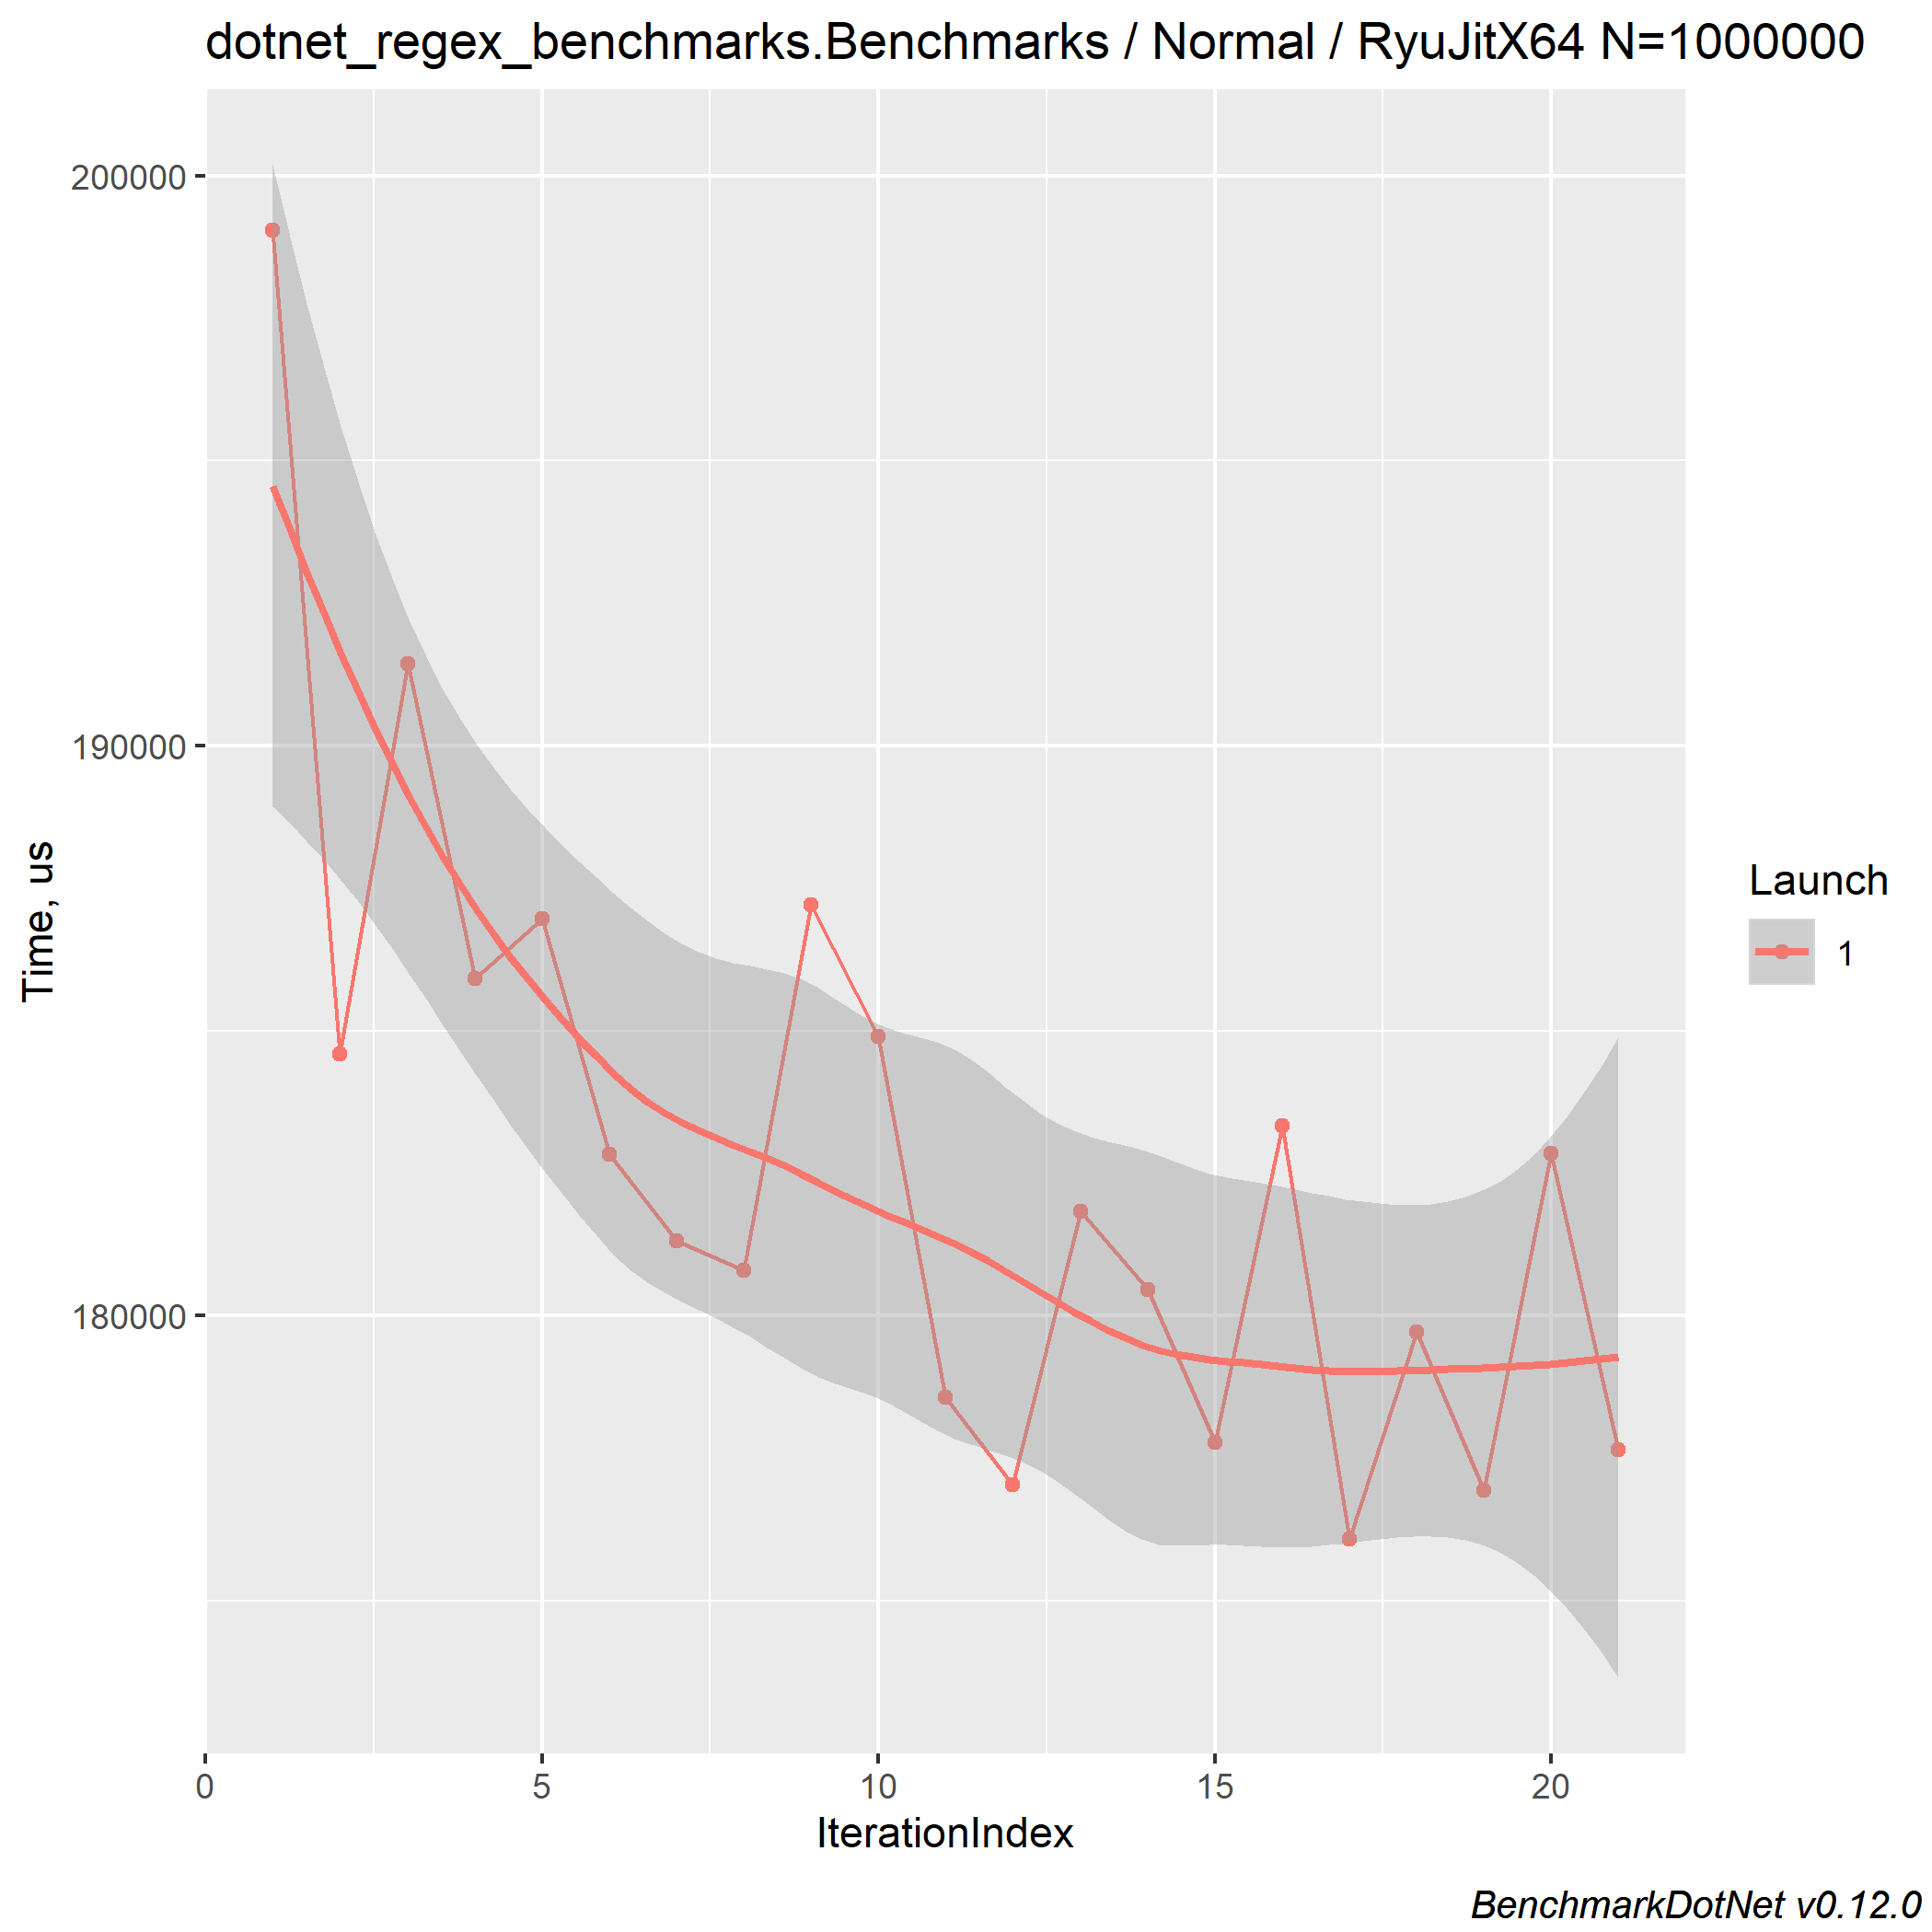 dotnet_regex_benchmarks.Benchmarks / Normal / RyuJitX64 N=1000000
200000
190000
180000
Time, us
0 5 10 15 20
IterationIndex
Launch
1
BenchmarkDotNet v0.12.0